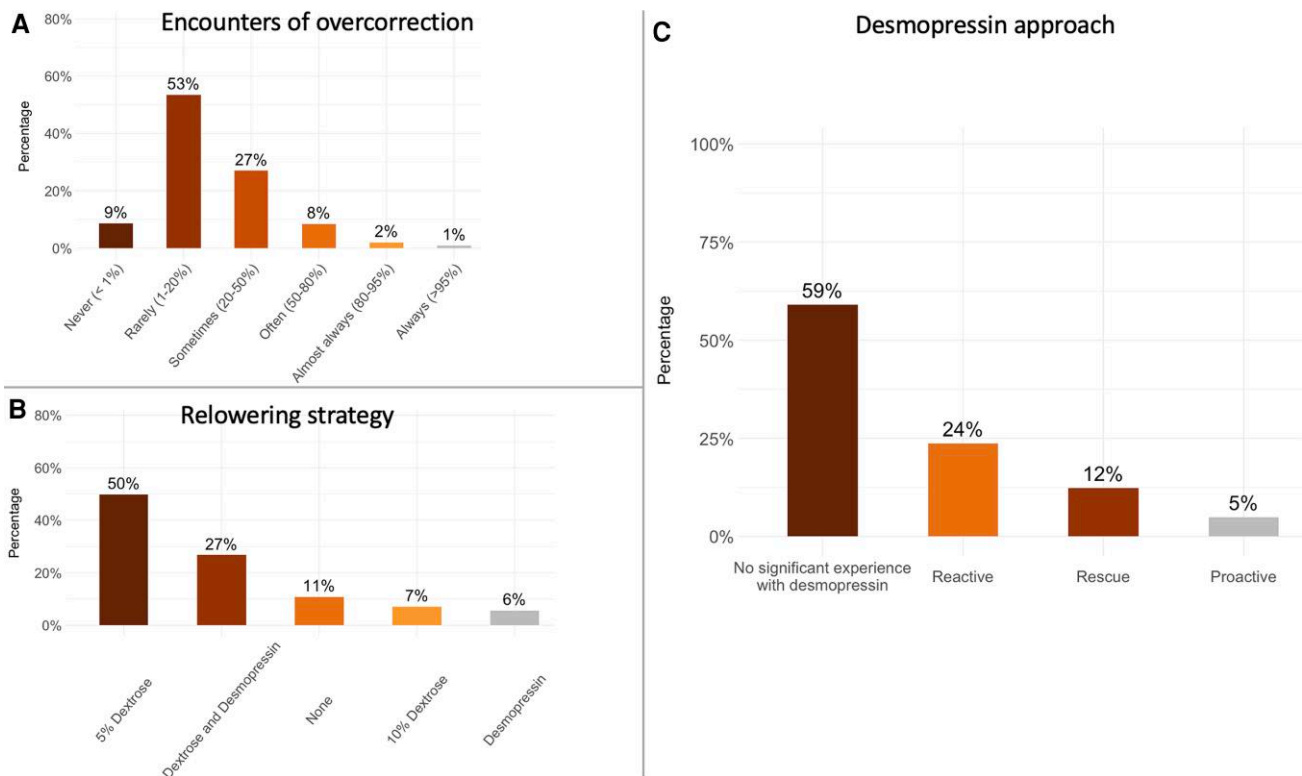 A
Encounters of overcorrection
Percentage
80%
60%
40%
20%
0%
9%
53%
27%
8%
2%
1%
Never (< 1%)
Rarely (1-20%)
Sometimes (20-50%)
Often (50-80%)
Almost always (80-95%)
Always (>95%)
B
Relowering strategy
Percentage
80%
60%
40%
20%
0%
50%
27%
11%
7%
6%
5% Dextrose
Dextrose and Desmopressin
None
10% Dextrose
Desmopressin
C
Desmopressin approach
Percentage
100%
75%
50%
25%
0%
59%
24%
12%
5%
No significant experience
with desmopressin
Reactive
Rescue
Proactive